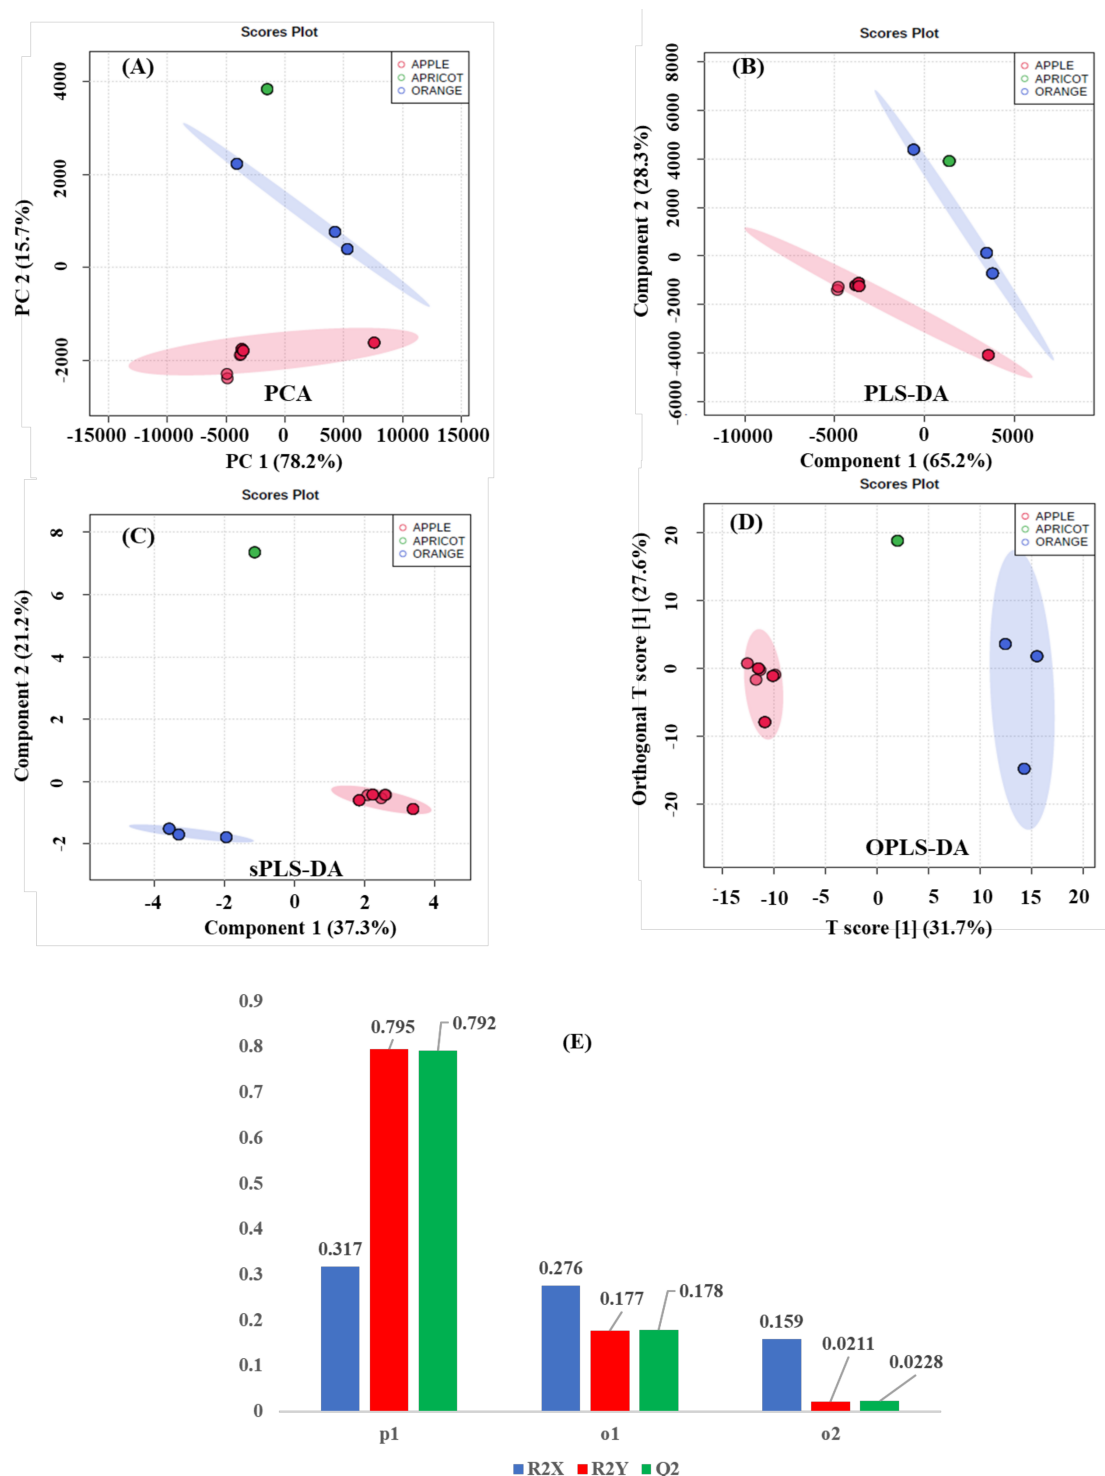 Scores Plot
(A)
APPLE
APRICOT
ORANGE
4000
2000
0
-2000
PC 2 (15.7%)
PCA
-15000 -10000 -5000 0 5000 10000 15000
PC 1 (78.2%)
Scores Plot
(B)
APPLE
APRICOT
ORANGE
8000
6000
4000
2000
0
-2000
-4000
-6000
Component 2 (28.3%)
PLS-DA
-10000 -5000 0 5000
Component 1 (65.2%)
Scores Plot
(C)
APPLE
APRICOT
ORANGE
8
6
4
2
0
-2
Component 2 (21.2%)
sPLS-DA
-4 -2 0 2 4
Component 1 (37.3%)
Scores Plot
(D)
APPLE
APRICOT
ORANGE
20
10
0
-10
-20
Orthogonal T score [1] (27.6%)
OPLS-DA
-15 -10 -5 0 5 10 15 20
T score [1] (31.7%)
(E)
0.9
0.8
0.7
0.6
0.5
0.4
0.3
0.2
0.1
0
0.317
0.795
0.792
0.276
0.177
0.178
0.159
0.0211
0.0228
p1 o1 o2
R2X R2Y Q2